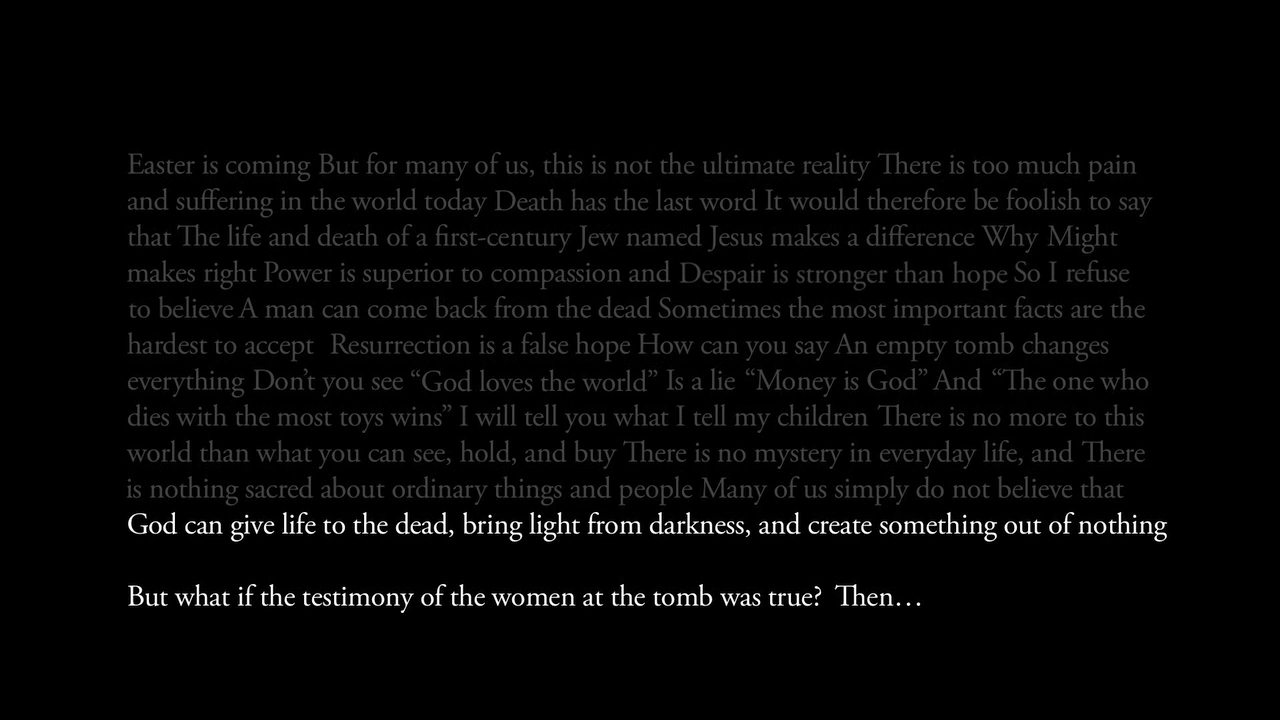 Easter is coming But for many of us, this is not the ultimate reality There is too much pain
and suffering in the world today Death has the last word It would therefore be foolish to say
that The life and death of a first-century Jew named Jesus makes a difference Why Might
makes right Power is superior to compassion and Despair is stronger than hope So I refuse
to believe A man can come back from the dead Sometimes the most important facts are the
hardest to accept Resurrection is a false hope How can you say An empty tomb changes
everything Don’t you see “God loves the world” Is a lie “Money is God” And “The one who
dies with the most toys wins” I will tell you what I tell my children There is no more to this
world than what you can see, hold, and buy There is no mystery in everyday life, and There
is nothing sacred about ordinary things and people Many of us simply do not believe that
God can give life to the dead, bring light from darkness, and create something out of nothing
But what if the testimony of the women at the tomb was true? Then…